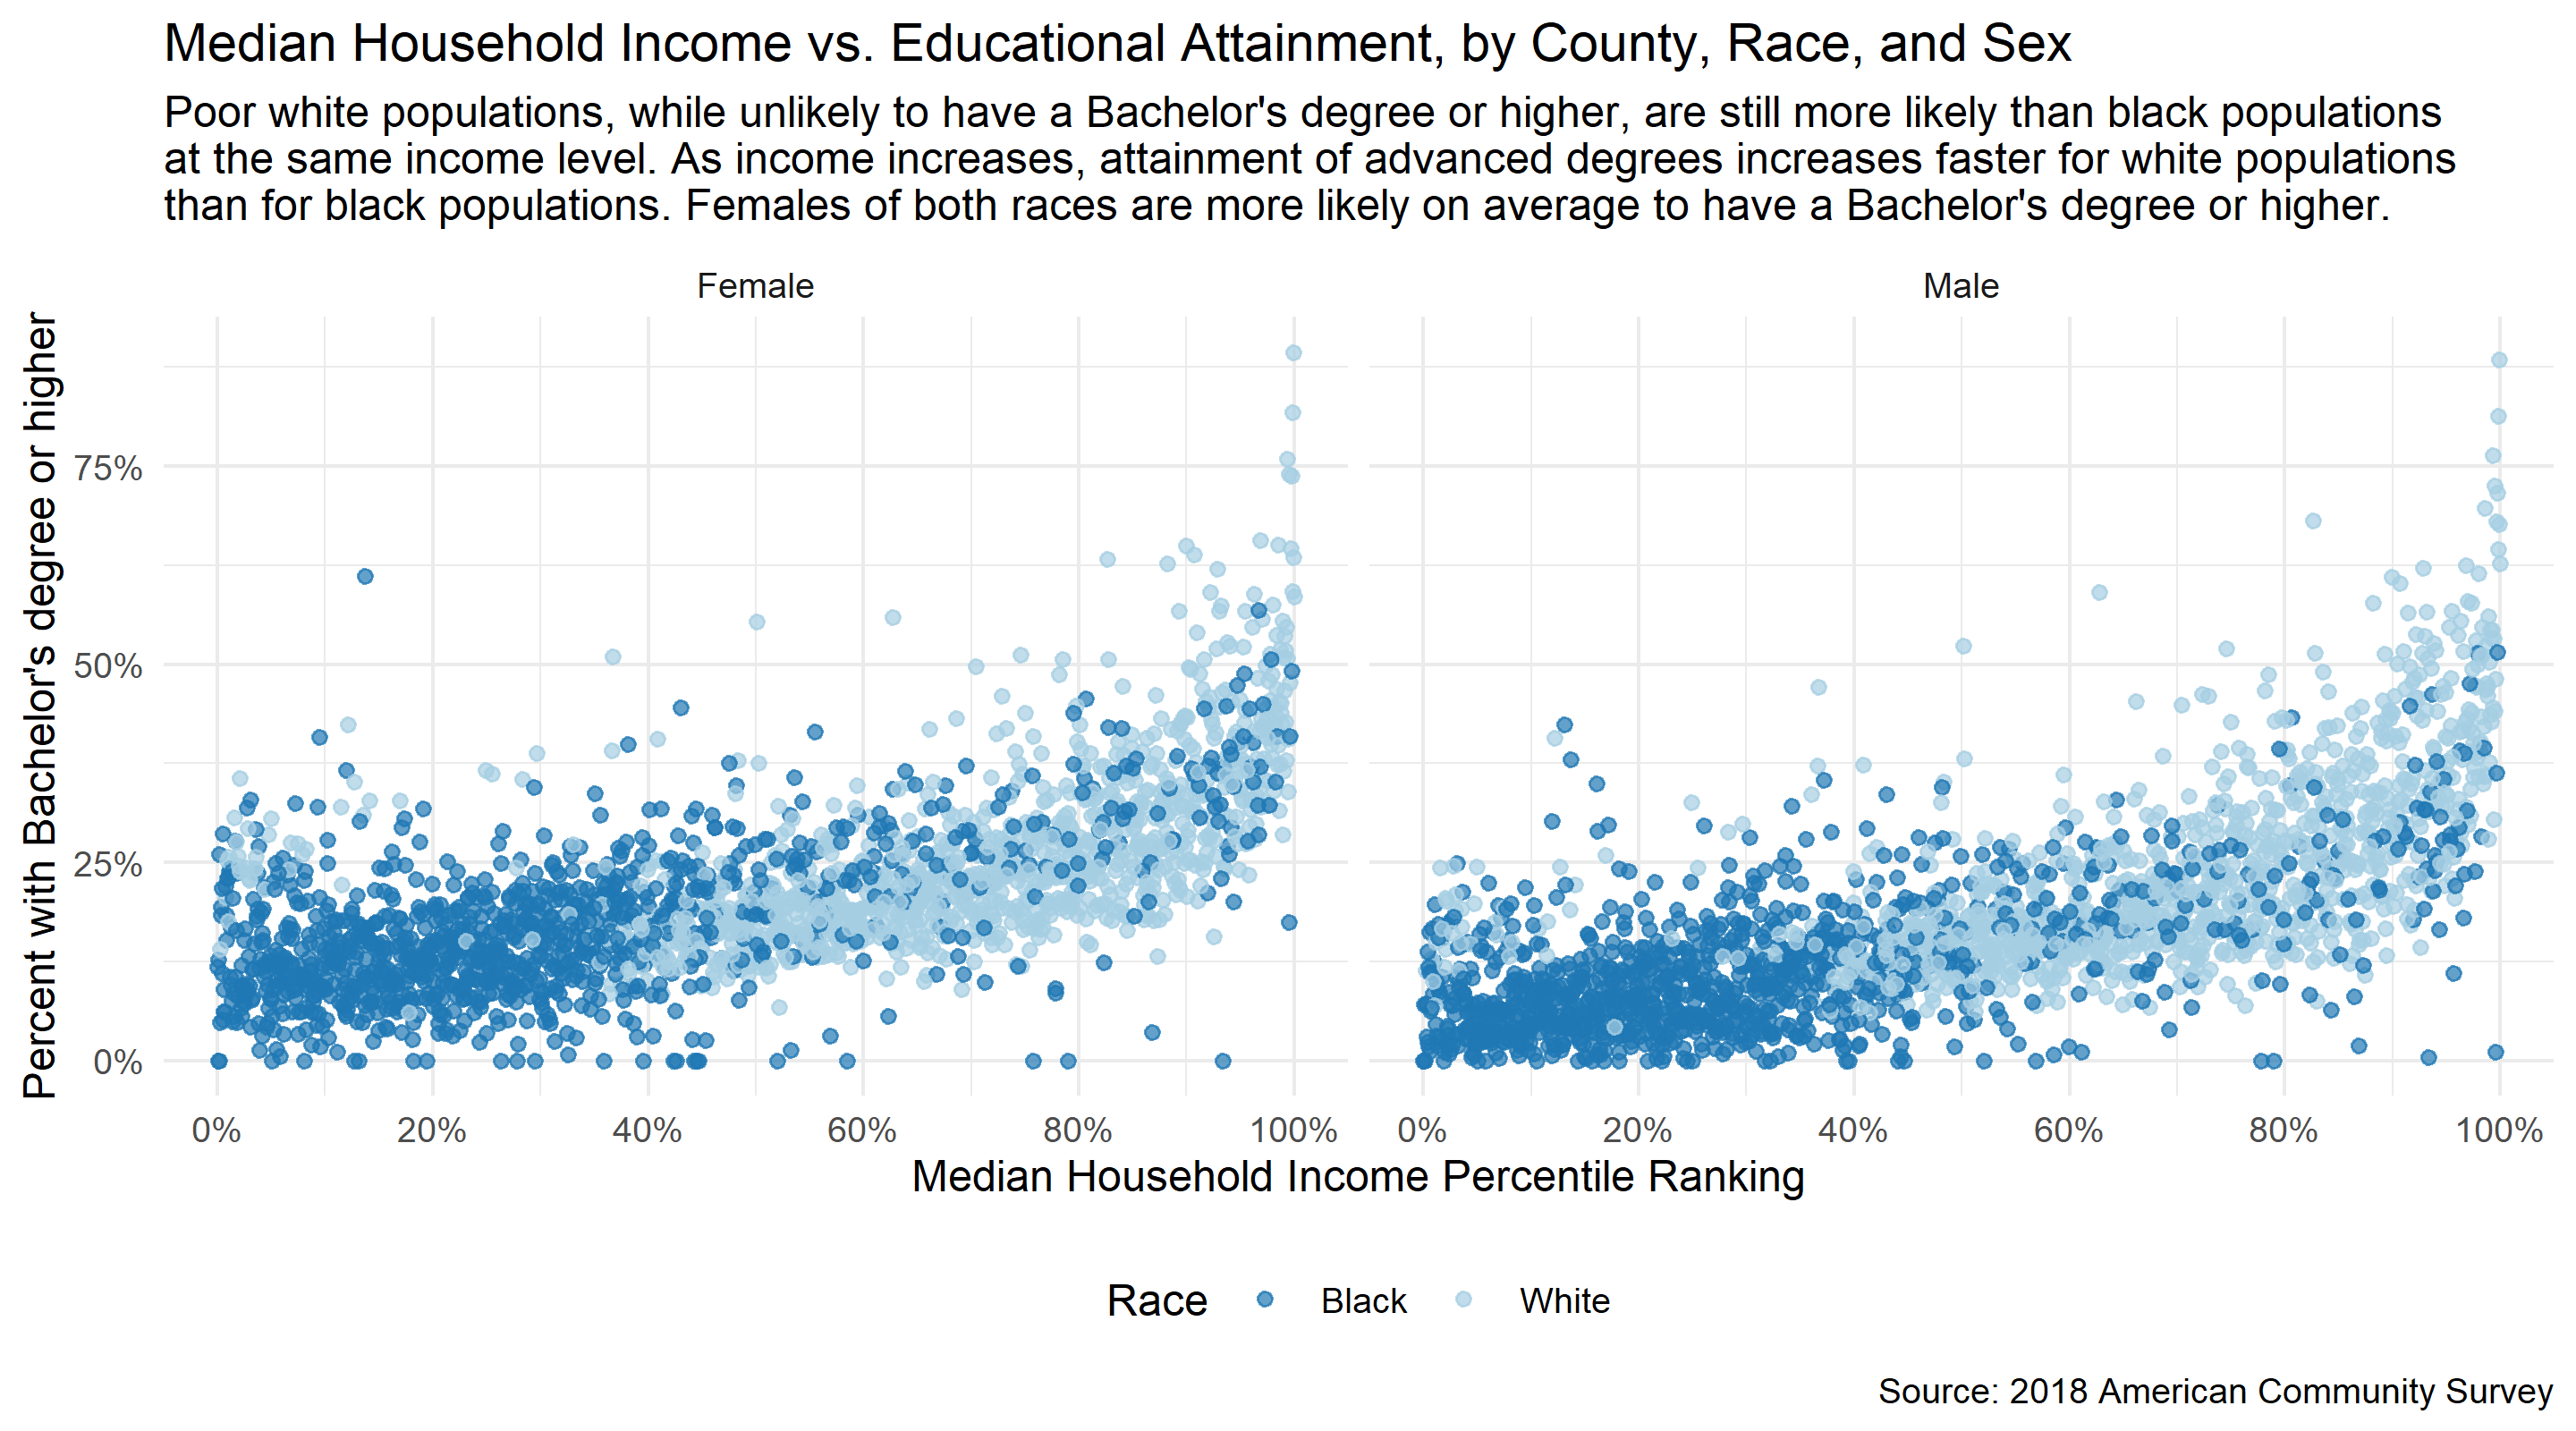 Median Household Income vs. Educational Attainment, by County, Race, and Sex
Poor white populations, while unlikely to have a Bachelor's degree or higher, are still more likely than black populations
at the same income level. As income increases, attainment of advanced degrees increases faster for white populations
than for black populations. Females of both races are more likely on average to have a Bachelor's degree or higher.
Female
Male
Percent with Bachelor's degree or higher
75%
50%
25%
0%
0% 20% 40% 60% 80% 100% 0% 20% 40% 60% 80% 100%
Median Household Income Percentile Ranking
Race Black White
Source: 2018 American Community Survey